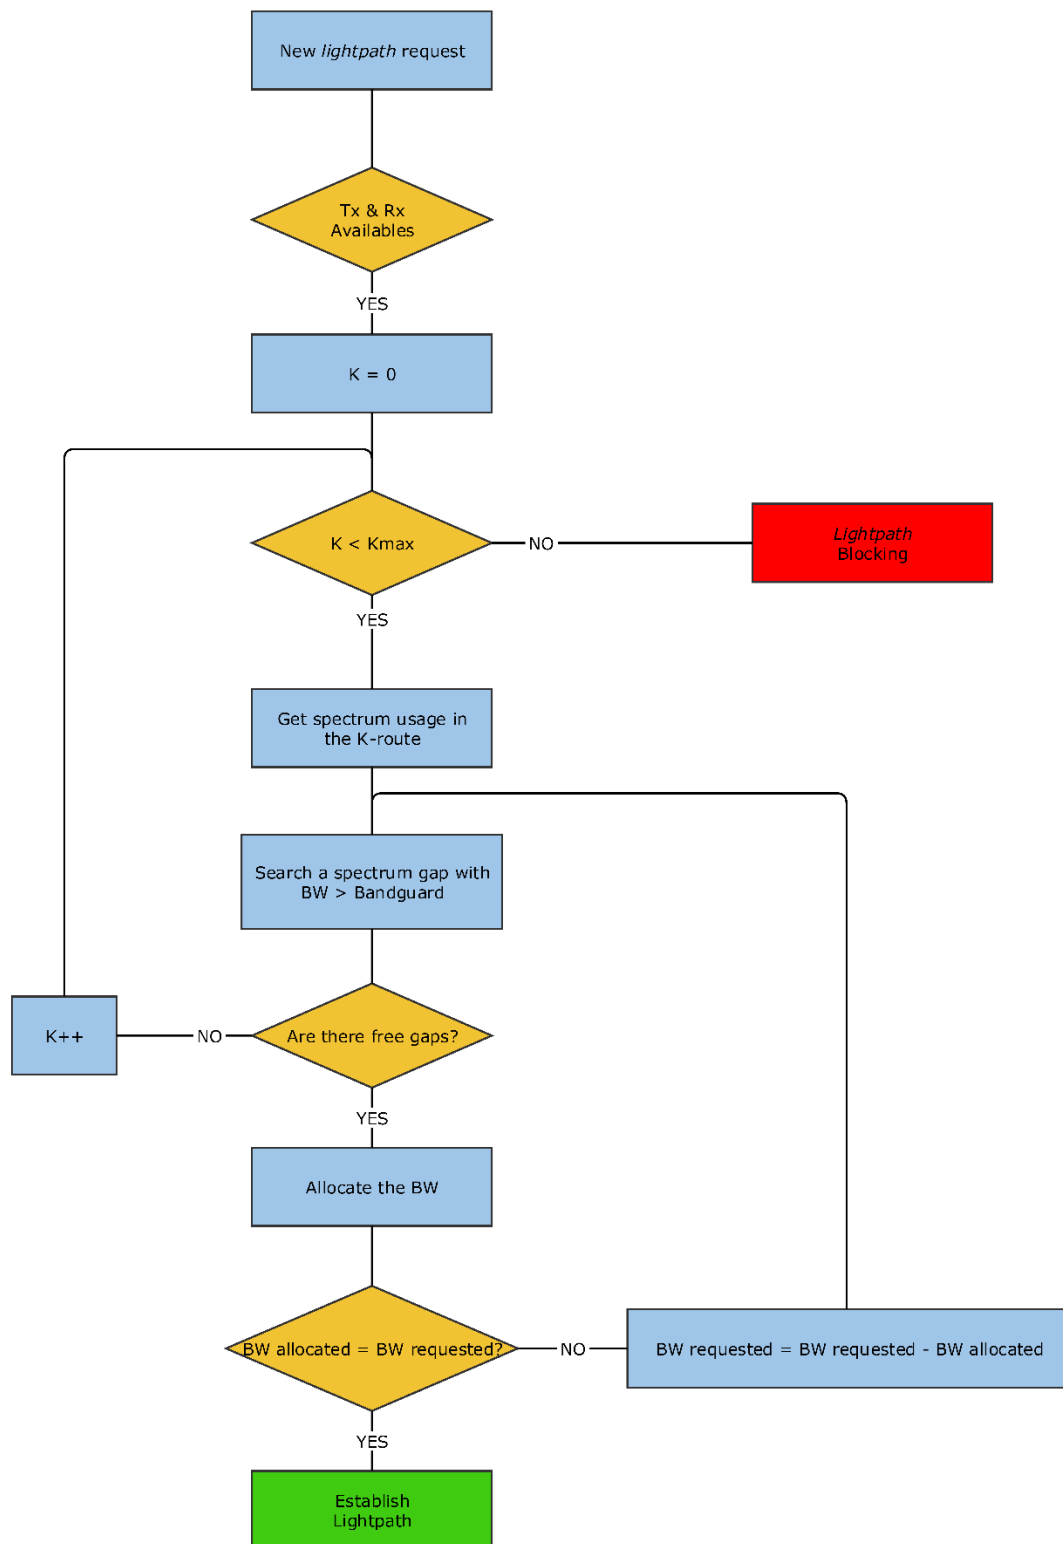 New lightpath request
Tx & Rx
Availables
YES
K = 0
K < Kmax
NO
Lightpath
Blocking
YES
Get spectrum usage in
the K-route
Search a spectrum gap with
BW > Bandguard
K++
NO
Are there free gaps?
YES
Allocate the BW
BW allocated = BW requested?
NO
BW requested = BW requested - BW allocated
YES
Establish
Lightpath